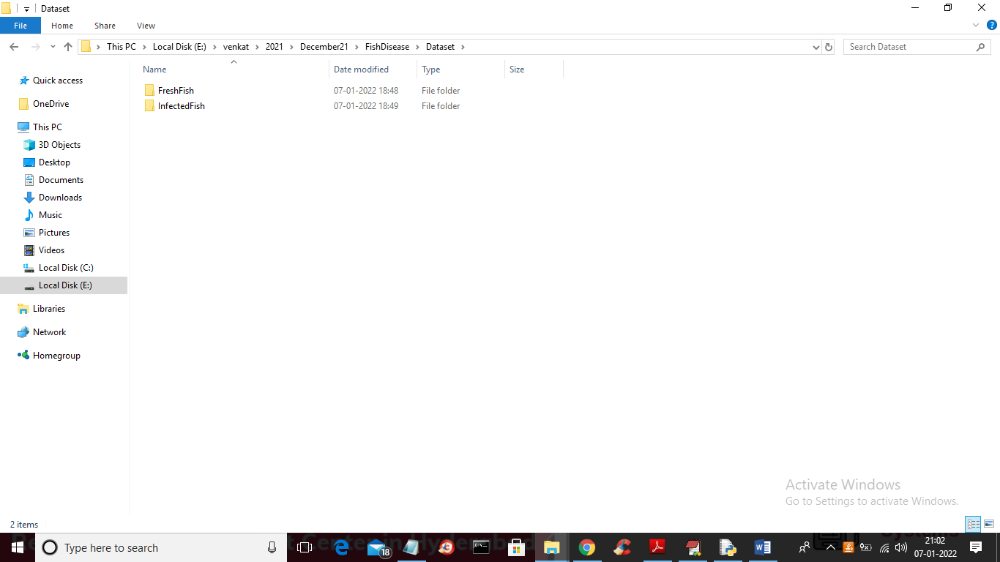 Dataset
File Home Share View
This PC Local Disk (E:) venkat 2021 December21 FishDisease Dataset
Search Dataset
Name Date modified Type Size
FreshFish 07-01-2022 18:48 File folder
InfectedFish 07-01-2022 18:49 File folder
Quick access
OneDrive
This PC
3D Objects
Desktop
Documents
Downloads
Music
Pictures
Videos
Local Disk (C:)
Local Disk (E:)
Libraries
Network
Homegroup
Activate Windows
Go to Settings to activate Windows.
2 items
Type here to search
18
21:02
07-01-2022